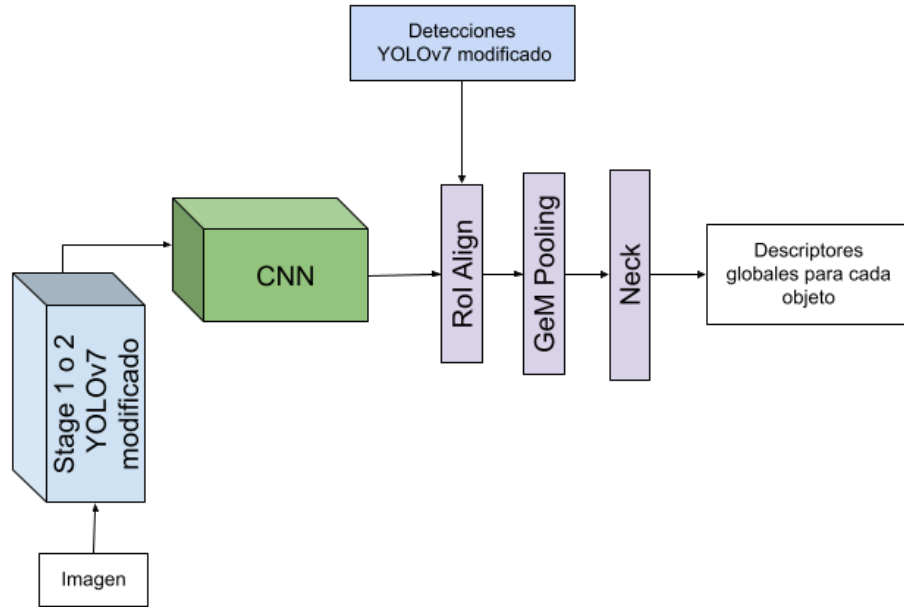 Detecciones
YOLOv7 modificado
CNN
RoI Align
GeM Pooling
Neck
Descriptores
globales para cada
objeto
Stage 1 o 2
YOLOv7
modificado
Imagen